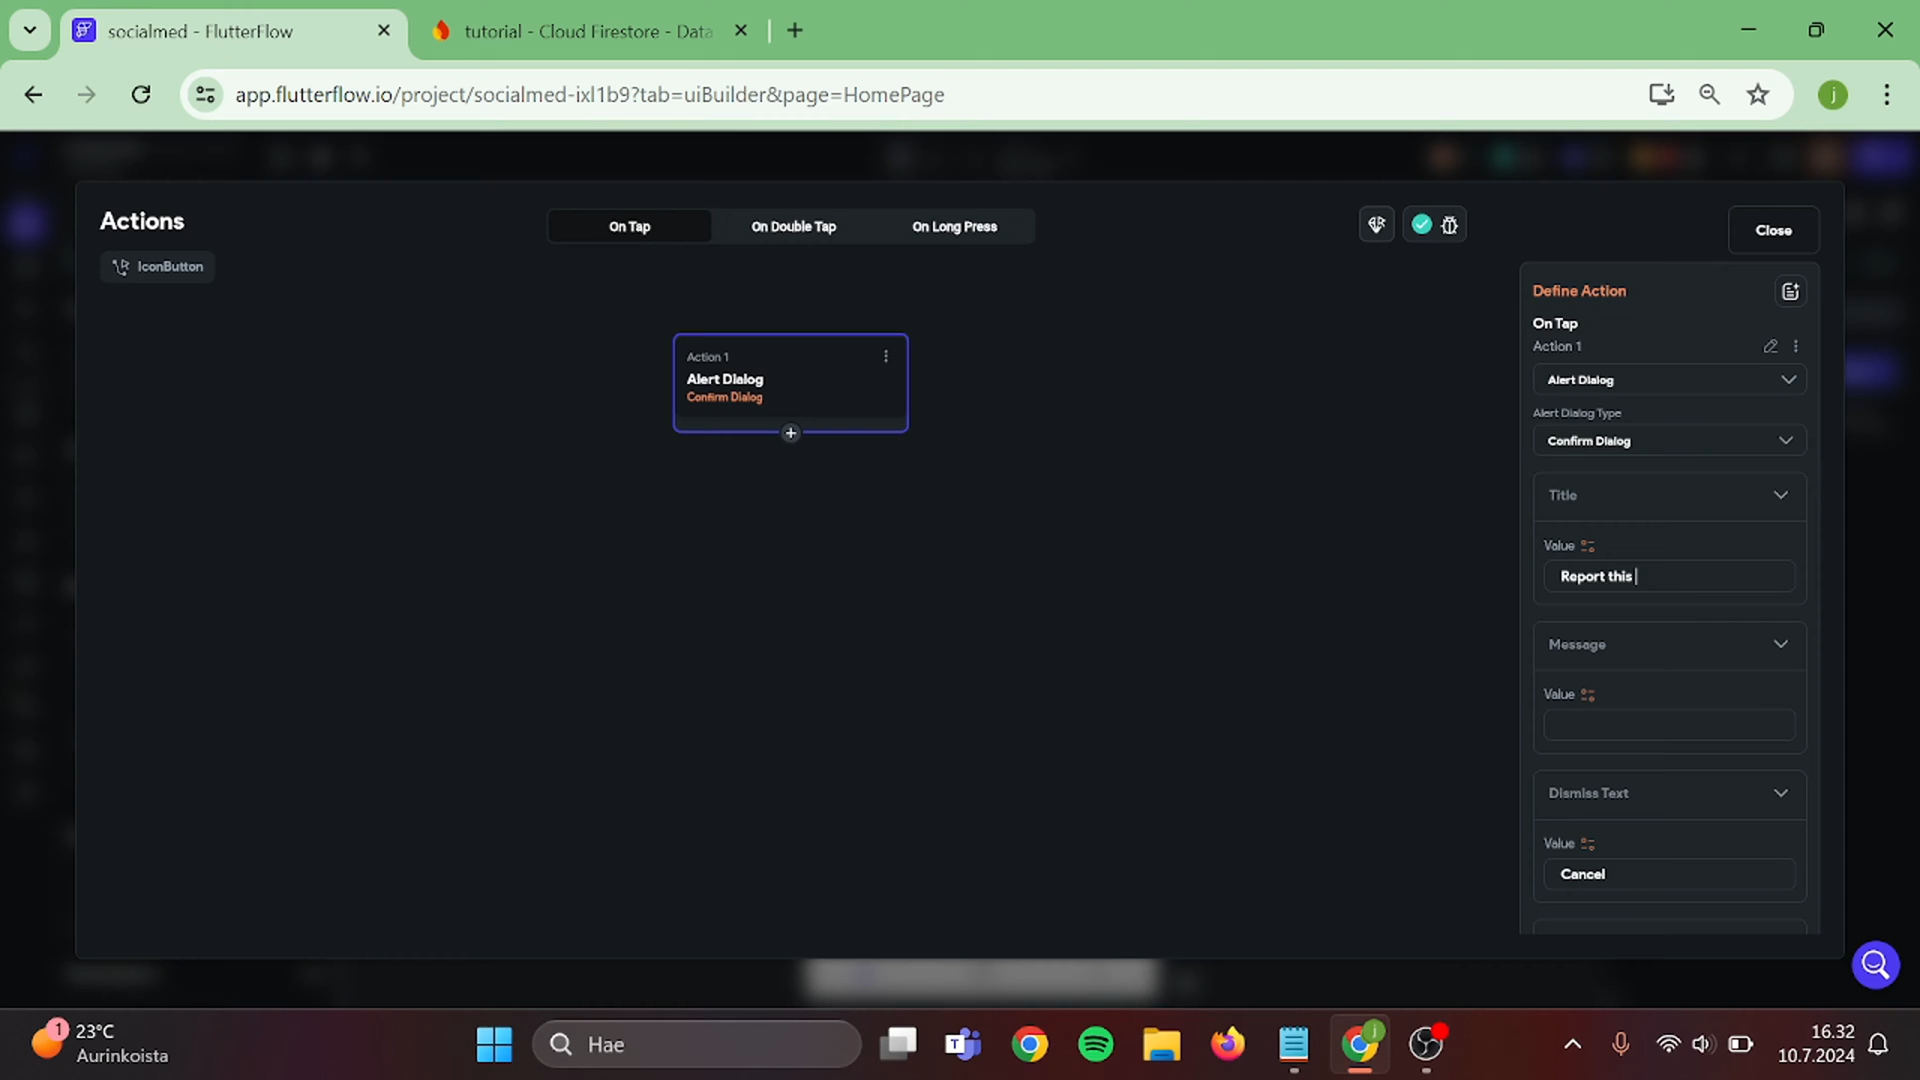 socialmed - FlutterFlow
tutorial - Cloud Firestore - Data
app.flutterflow.io/project/socialmed-ixl1b9?tab=uiBuilder&page=HomePage
j
Actions
On Tap
On Double Tap
On Long Press
Close
IconButton
Define Action
On Tap
Action 1
Action 1
Alert Dialog
Confirm Dialog
Alert Dialog
Alert Dialog Type
Confirm Dialog
Title
Value
Report this
Message
Value
Dismiss Text
Value
Cancel
1
23°C
Aurinkoista
Hae
16.32
10.7.2024